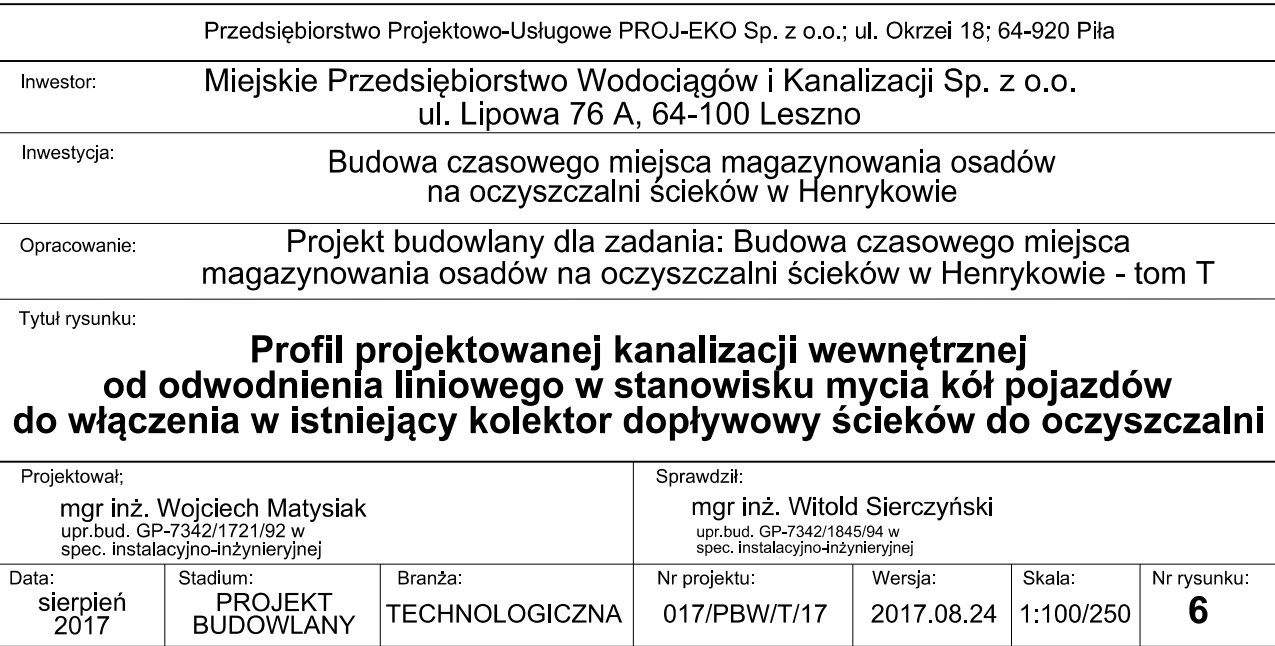 Przedsiębiorstwo Projektowo-Usługowe PROJ-EKO Sp. z o.o.; ul. Okrzei 18; 64-920 Piła
Inwestor:
Miejskie Przedsiębiorstwo Wodociągów i Kanalizacji Sp. z o.o.
ul. Lipowa 76 A, 64-100 Leszno
Inwestycja:
Budowa czasowego miejsca magazynowania osadów
na oczyszczalni ścieków w Henrykowie
Opracowanie:
Projekt budowlany dla zadania: Budowa czasowego miejsca
magazynowania osadów na oczyszczalni ścieków w Henrykowie - tom T
Tytuł rysunku:
Profil projektowanej kanalizacji wewnętrznej
od odwodnienia liniowego w stanowisku mycia kół pojazdów
do włączenia w istniejący kolektor dopływowy ścieków do oczyszczalni
Projektował;
mgr inż. Wojciech Matysiak
upr.bud. GP-7342/1721/92 w
spec. instalacyjno-inżynieryjnej
Sprawdził:
mgr inż. Witold Sierczyński
upr.bud. GP-7342/1845/94 w
spec. instalacyjno-inżynieryjnej
Data:
sierpień
2017
Stadium:
PROJEKT
BUDOWLANY
Branża:
TECHNOLOGICZNA
Nr projektu:
017/PBW/T/17
Wersja:
2017.08.24
Skala:
1:100/250
Nr rysunku:
6